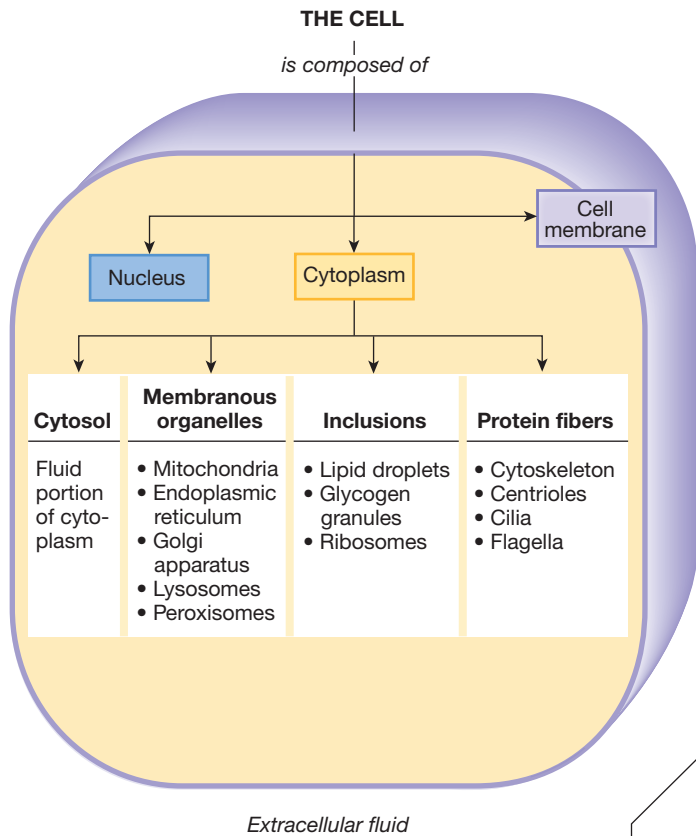 THE CELL
is composed of
Cell
membrane
Nucleus
Cytoplasm
Cytosol
Fluid
portion
of cyto-
plasm
Membranous
organelles
• Mitochondria
• Endoplasmic
reticulum
• Golgi
apparatus
• Lysosomes
• Peroxisomes
Inclusions
• Lipid droplets
• Glycogen
granules
• Ribosomes
Protein fibers
• Cytoskeleton
• Centrioles
• Cilia
• Flagella
Extracellular fluid